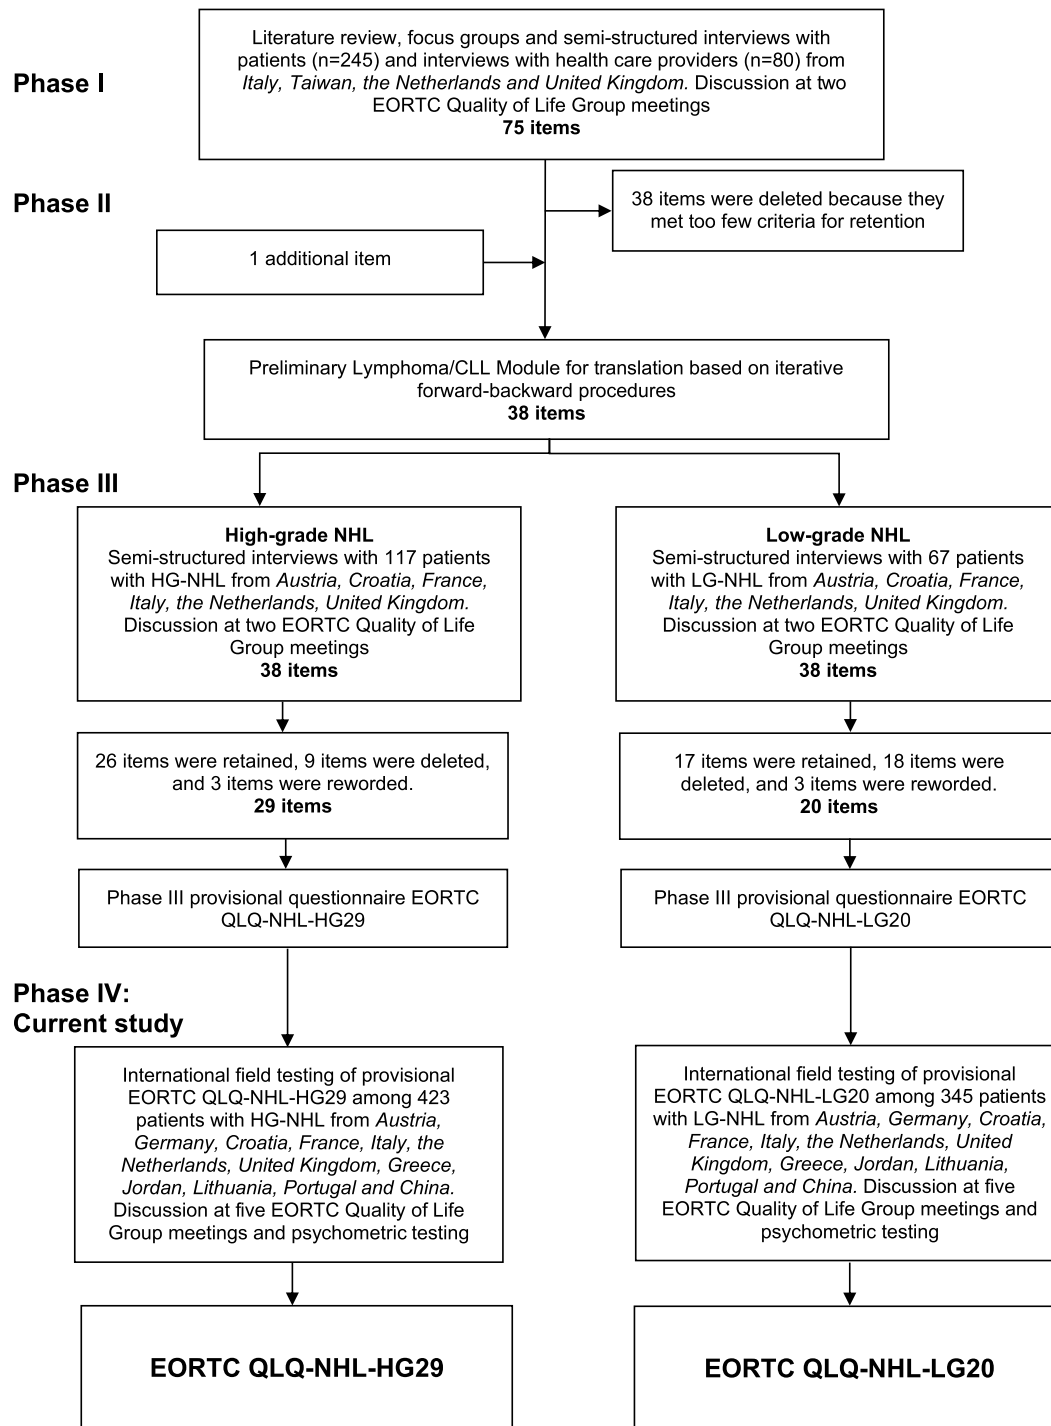 Phase I
Literature review, focus groups and semi-structured interviews with
patients (n=245) and interviews with health care providers (n=80) from
Italy, Taiwan, the Netherlands and United Kingdom. Discussion at two
EORTC Quality of Life Group meetings
75 items
Phase II
38 items were deleted because they
met too few criteria for retention
1 additional item
Preliminary Lymphoma/CLL Module for translation based on iterative
forward-backward procedures
38 items
Phase III
High-grade NHL
Semi-structured interviews with 117 patients
with HG-NHL from Austria, Croatia, France,
Italy, the Netherlands, United Kingdom.
Discussion at two EORTC Quality of Life
Group meetings
38 items
Low-grade NHL
Semi-structured interviews with 67 patients
with LG-NHL from Austria, Croatia, France,
Italy, the Netherlands, United Kingdom.
Discussion at two EORTC Quality of Life
Group meetings
38 items
26 items were retained, 9 items were deleted,
and 3 items were reworded.
29 items
17 items were retained, 18 items were
deleted, and 3 items were reworded.
20 items
Phase III provisional questionnaire EORTC
QLQ-NHL-HG29
Phase III provisional questionnaire EORTC
QLQ-NHL-LG20
Phase IV:
Current study
International field testing of provisional
EORTC QLQ-NHL-HG29 among 423
patients with HG-NHL from Austria,
Germany, Croatia, France, Italy, the
Netherlands, United Kingdom, Greece,
Jordan, Lithuania, Portugal and China.
Discussion at five EORTC Quality of Life
Group meetings and psychometric testing
International field testing of provisional
EORTC QLQ-NHL-LG20 among 345 patients
with LG-NHL from Austria, Germany, Croatia,
France, Italy, the Netherlands, United
Kingdom, Greece, Jordan, Lithuania,
Portugal and China. Discussion at five
EORTC Quality of Life Group meetings and
psychometric testing
EORTC QLQ-NHL-HG29
EORTC QLQ-NHL-LG20